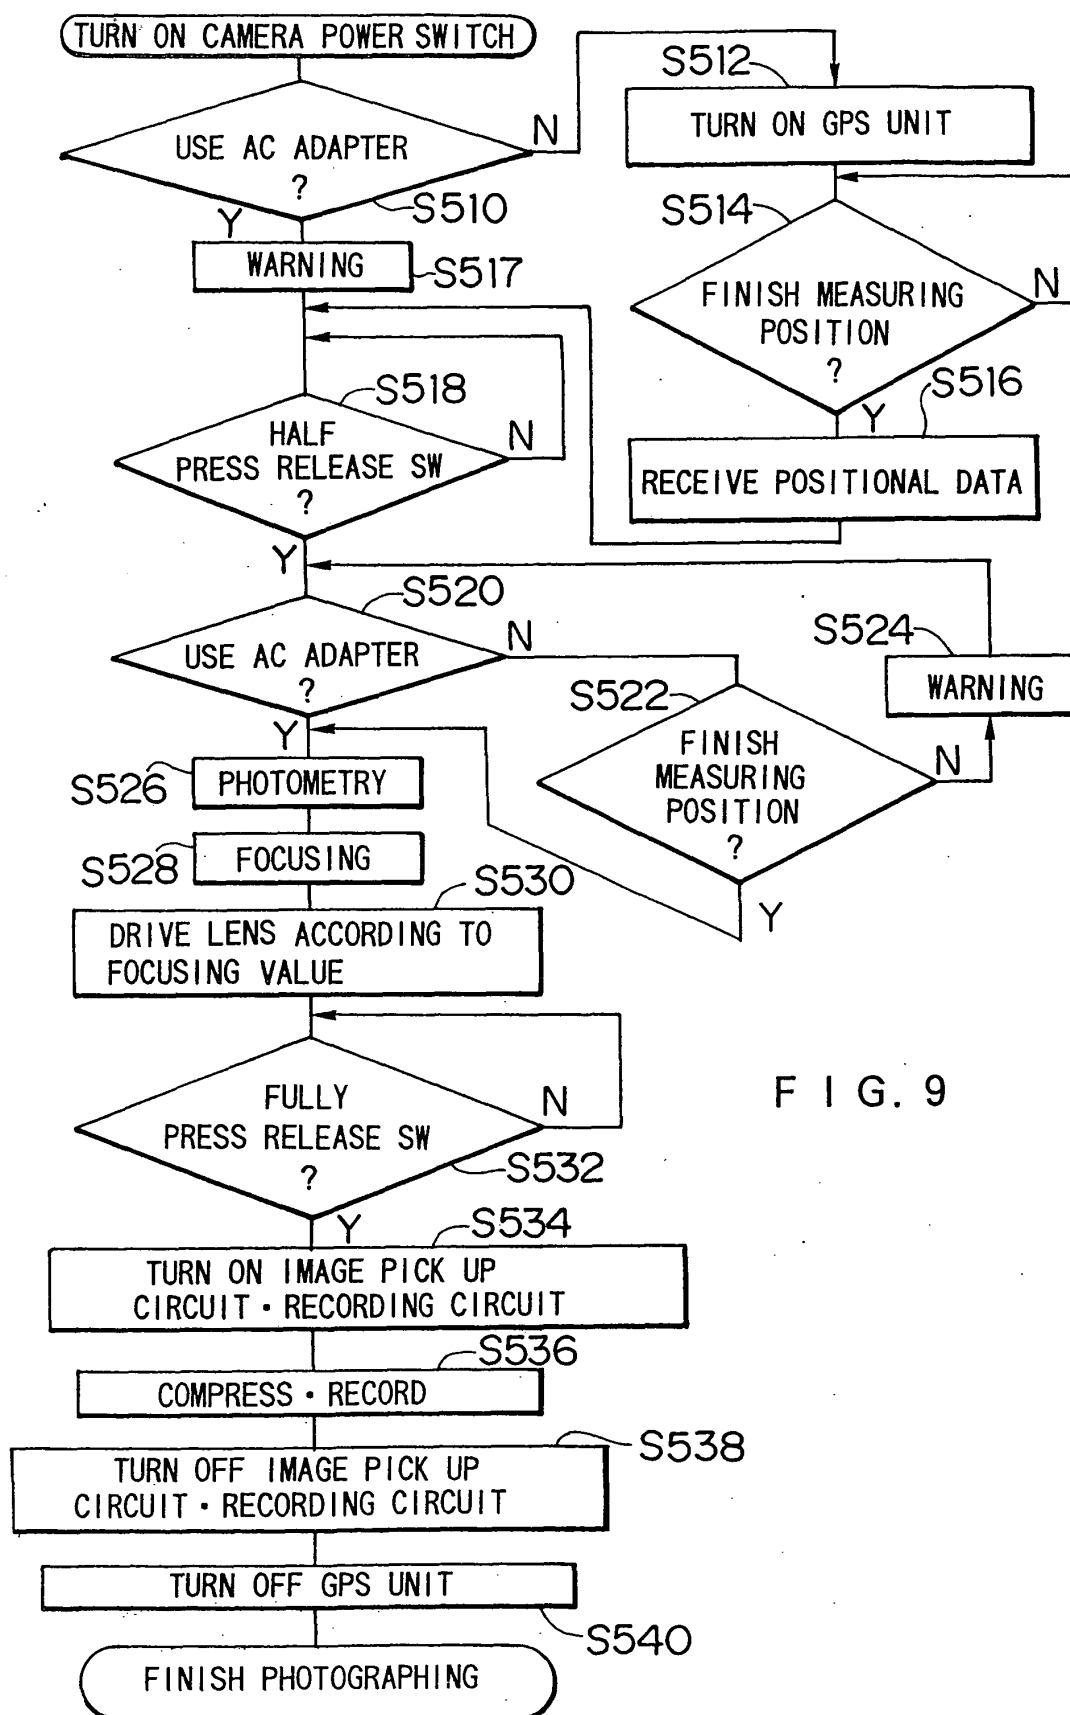 TURN ON CAMERA POWER SWITCH
USE AC ADAPTER
?
N
S510
Y
WARNING
S517
S512
TURN ON GPS UNIT
S514
FINISH MEASURING
POSITION
?
N
Y
S516
RECEIVE POSITIONAL DATA
S518
HALF
PRESS RELEASE SW
?
N
Y
S520
USE AC ADAPTER
?
N
Y
S522
FINISH
MEASURING
POSITION
?
N
Y
S524
WARNING
S526
PHOTOMETRY
S528
FOCUSING
S530
DRIVE LENS ACCORDING TO
FOCUSING VALUE
FULLY
PRESS RELEASE SW
?
N
S532
Y
S534
TURN ON IMAGE PICK UP
CIRCUIT・RECORDING CIRCUIT
S536
COMPRESS・RECORD
S538
TURN OFF IMAGE PICK UP
CIRCUIT・RECORDING CIRCUIT
TURN OFF GPS UNIT
S540
FINISH PHOTOGRAPHING
FIG. 9